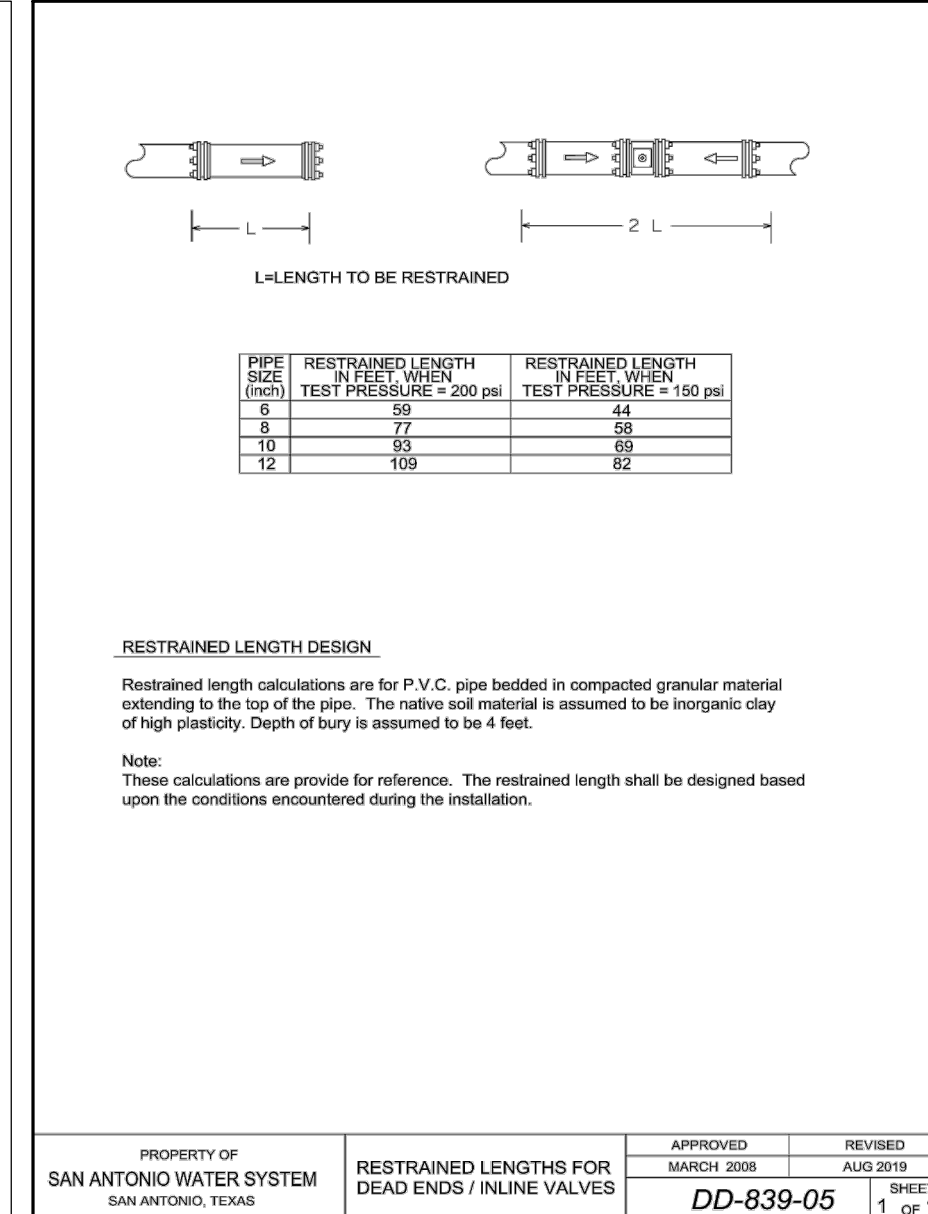 L
2 L
L=LENGTH TO BE RESTRAINED
PIPE SIZE (inch) RESTRAINED LENGTH IN FEET, WHEN TEST PRESSURE = 200 psi RESTRAINED LENGTH IN FEET, WHEN TEST PRESSURE = 150 psi
6 59 44
8 77 58
10 93 69
12 109 82
RESTRAINED LENGTH DESIGN
Restrained length calculations are for P.V.C. pipe bedded in compacted granular material
extending to the top of the pipe. The native soil material is assumed to be inorganic clay
of high plasticity. Depth of bury is assumed to be 4 feet.
Note:
These calculations are provide for reference. The restrained length shall be designed based
upon the conditions encountered during the installation.
PROPERTY OF
SAN ANTONIO WATER SYSTEM
SAN ANTONIO, TEXAS
RESTRAINED LENGTHS FOR
DEAD ENDS / INLINE VALVES
APPROVED REVISED
MARCH 2008 AUG 2019
DD-839-05
SHEET
1 OF